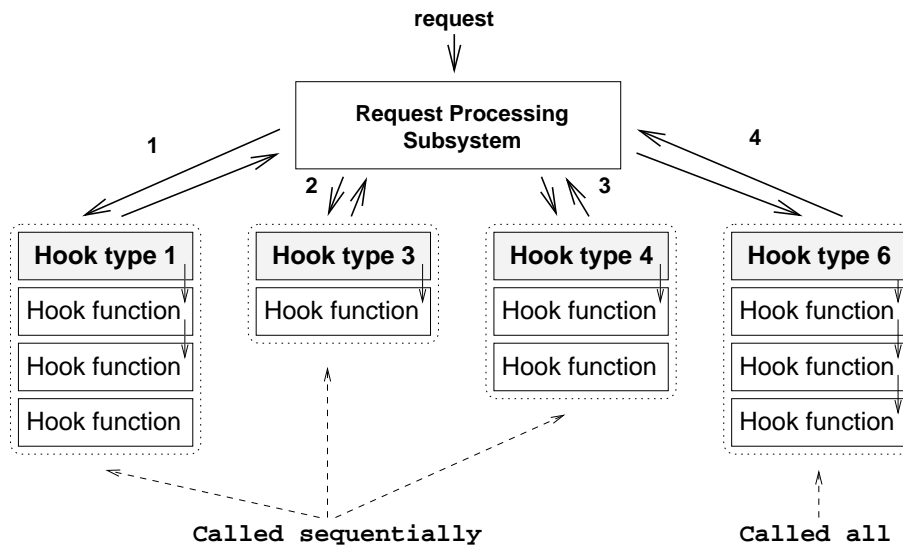 request
Request Processing
Subsystem
1
2
3
4
Hook type 1
Hook function
Hook function
Hook function
Hook type 3
Hook function
Hook type 4
Hook function
Hook function
Hook type 6
Hook function
Hook function
Hook function
Called sequentially
Called all